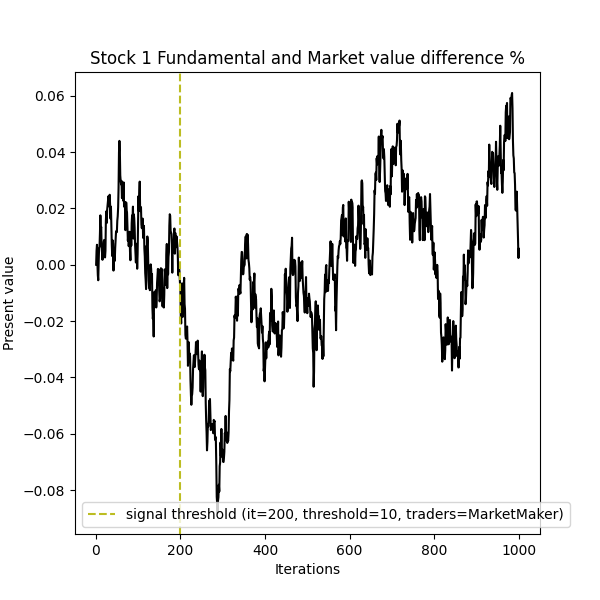 Stock 1 Fundamental and Market value difference %
0.06
0.04
0.02
0.00
−0.02
−0.04
−0.06
−0.08
Present value
signal threshold (it=200, threshold=10, traders=MarketMaker)
0 200 400 600 800 1000
Iterations